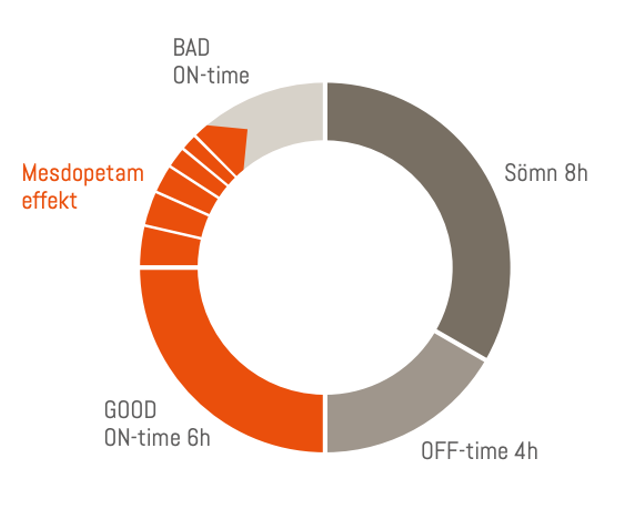 BAD
ON-time
Mesdopetam
effekt
Sömn 8h
GOOD
ON-time 6h
OFF-time 4h